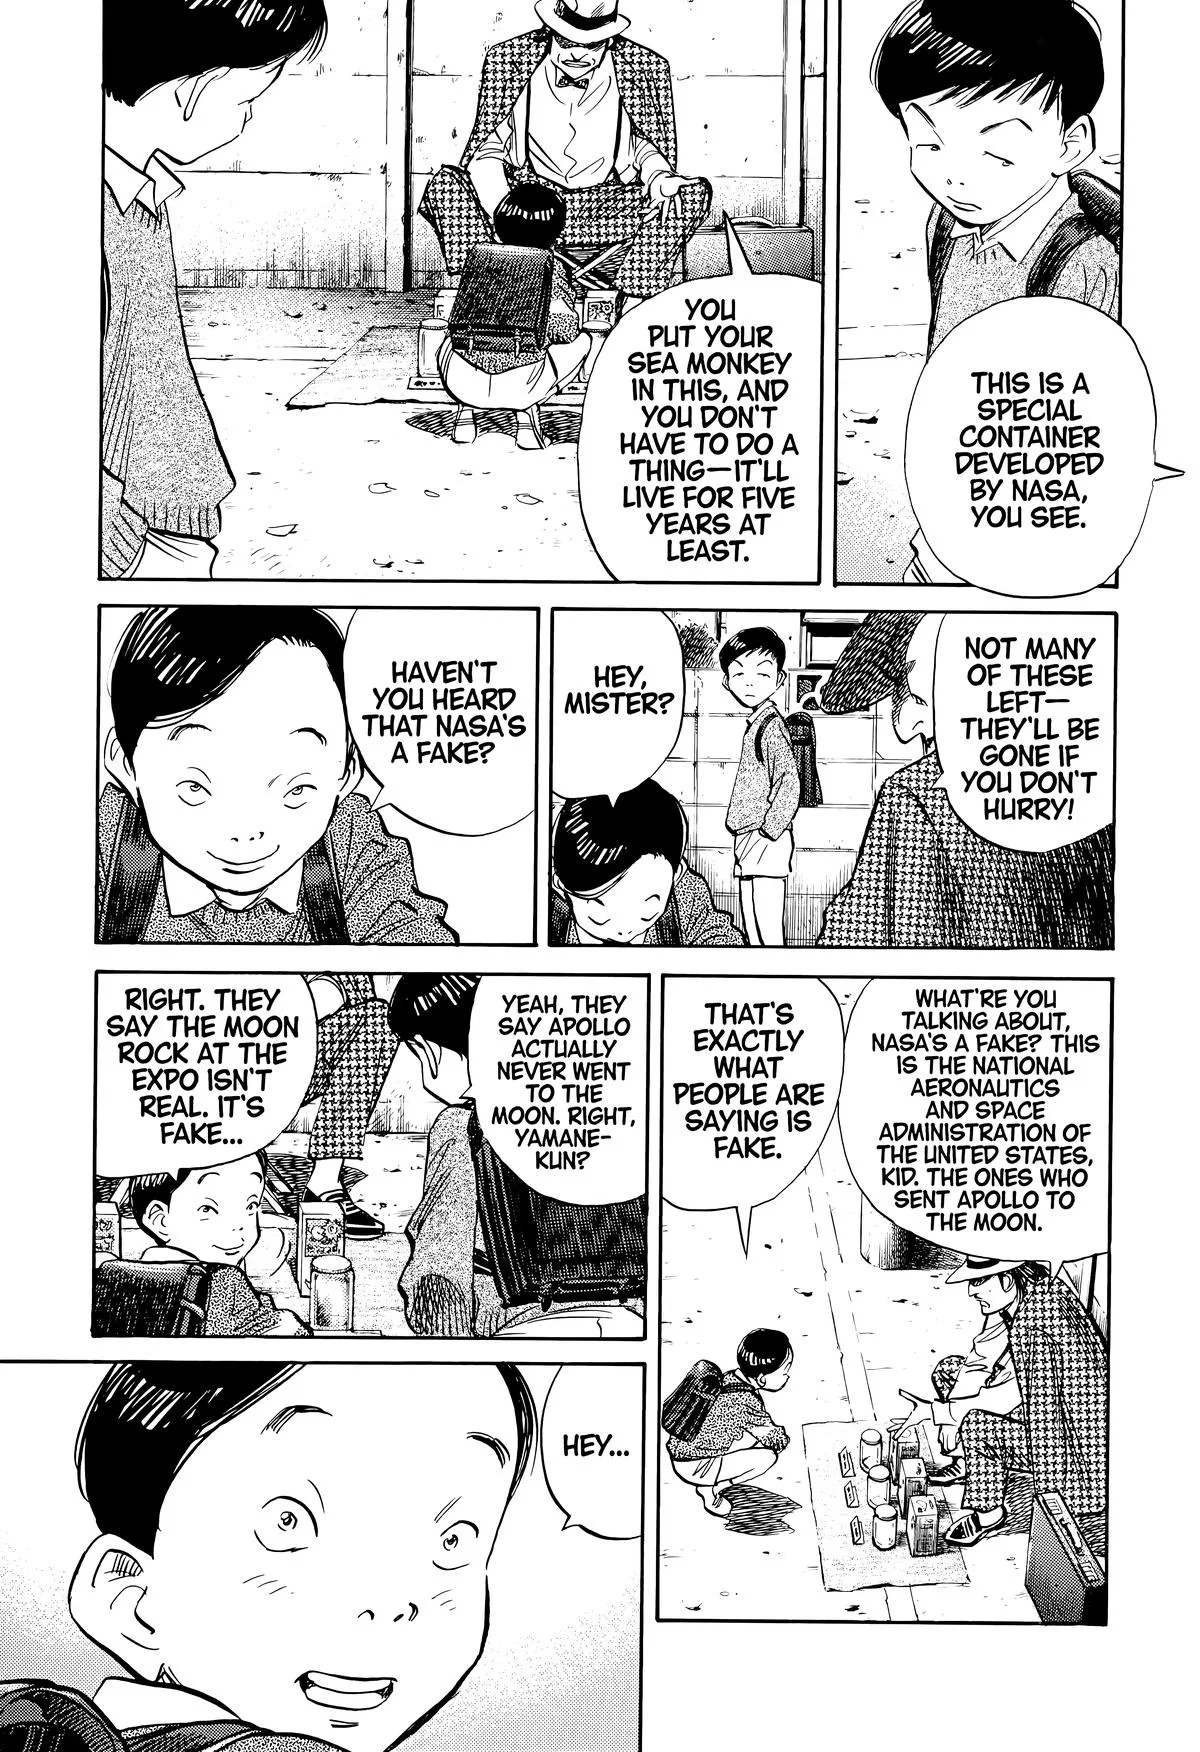 THIS IS A
SPECIAL
CONTAINER
DEVELOPED
BY NASA,
YOU SEE.
YOU
PUT YOUR
SEA MONKEY
IN THIS, AND
YOU DON'T
HAVE TO DO A
THING—IT'LL
LIVE FOR FIVE
YEARS AT
LEAST.
NOT MANY
OF THESE
LEFT—
THEY'LL BE
GONE IF
YOU DON'T
HURRY!
HEY,
MISTER?
HAVEN'T
YOU HEARD
THAT NASA'S
A FAKE?
WHAT'RE YOU
TALKING ABOUT,
NASA'S A FAKE? THIS
IS THE NATIONAL
AERONAUTICS
AND SPACE
ADMINISTRATION OF
THE UNITED STATES,
KID. THE ONES WHO
SENT APOLLO TO
THE MOON.
THAT'S
EXACTLY
WHAT
PEOPLE ARE
SAYING IS
FAKE.
YEAH, THEY
SAY APOLLO
ACTUALLY
NEVER WENT
TO THE
MOON. RIGHT,
YAMANE-
KUN?
RIGHT. THEY
SAY THE MOON
ROCK AT THE
EXPO ISN'T
REAL. IT'S
FAKE...
HEY...